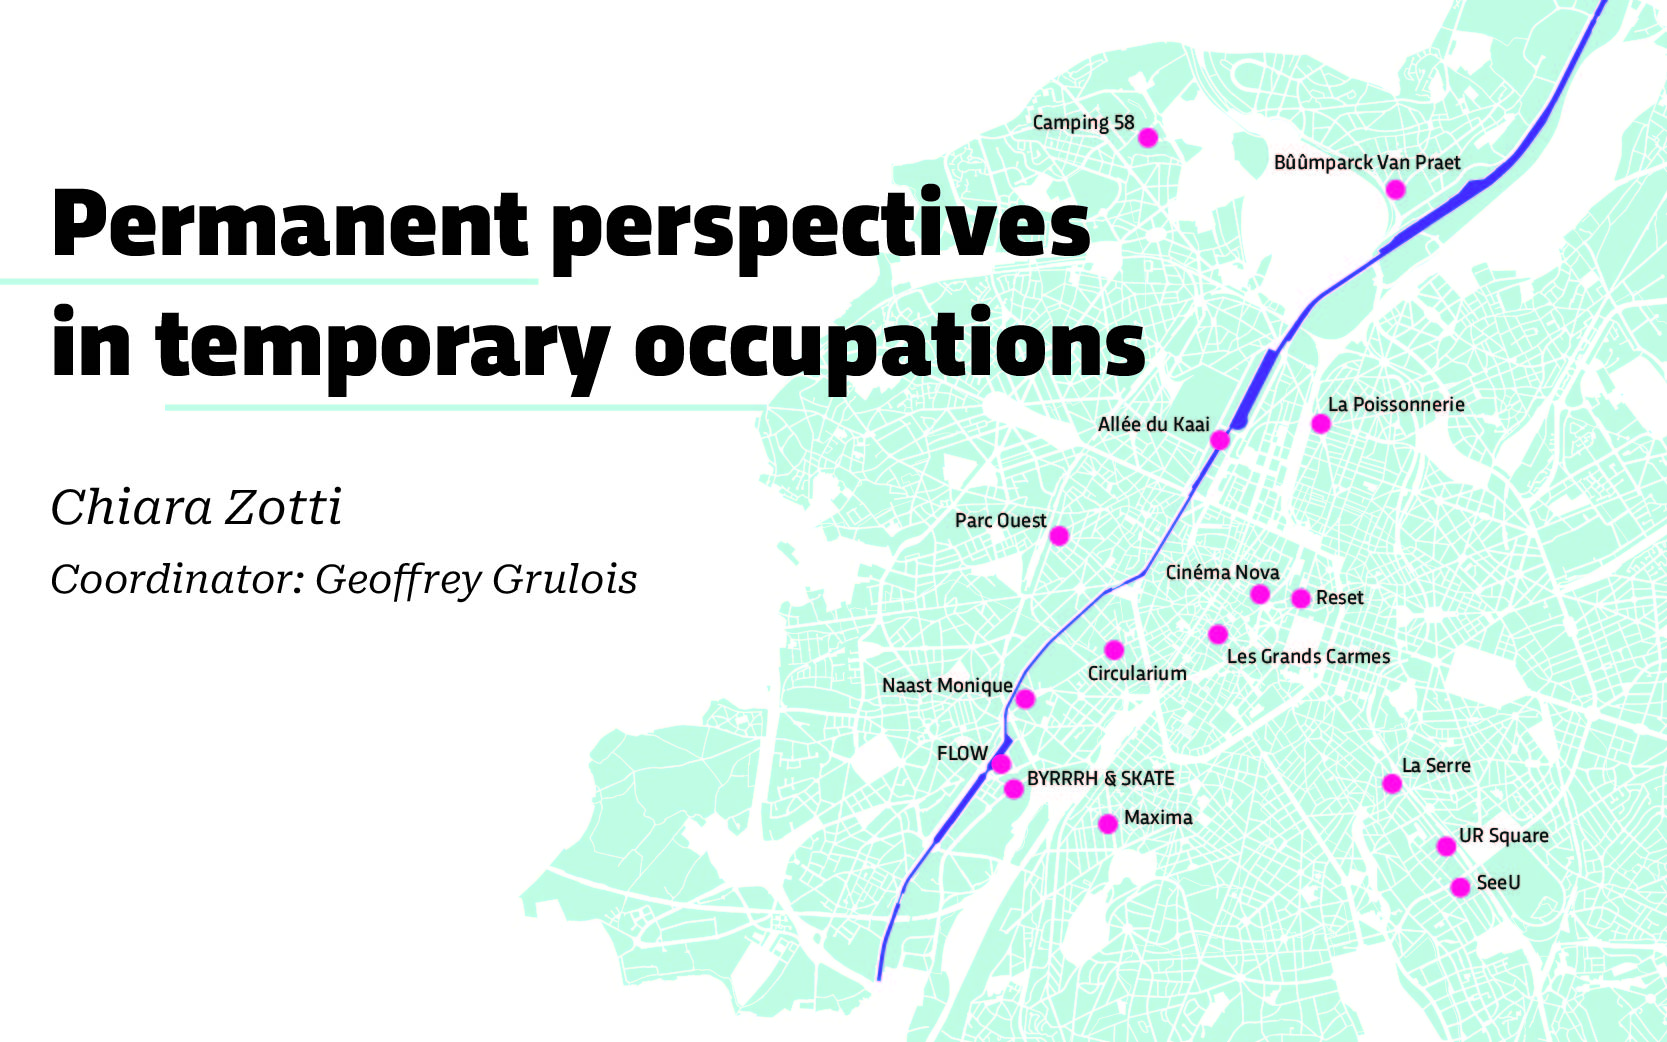 Permanent perspectives
in temporary occupations
Chiara Zotti
Coordinator: Geoffrey Grulois
Camping 58
Bûûmparck Van Praet
La Poissonnerie
Allée du Kaai
Parc Ouest
Cinéma Nova
Reset
Les Grands Carmes
Circularium
Naast Monique
FLOW
BYRRRH & SKATE
La Serre
Maxima
UR Square
SeeU